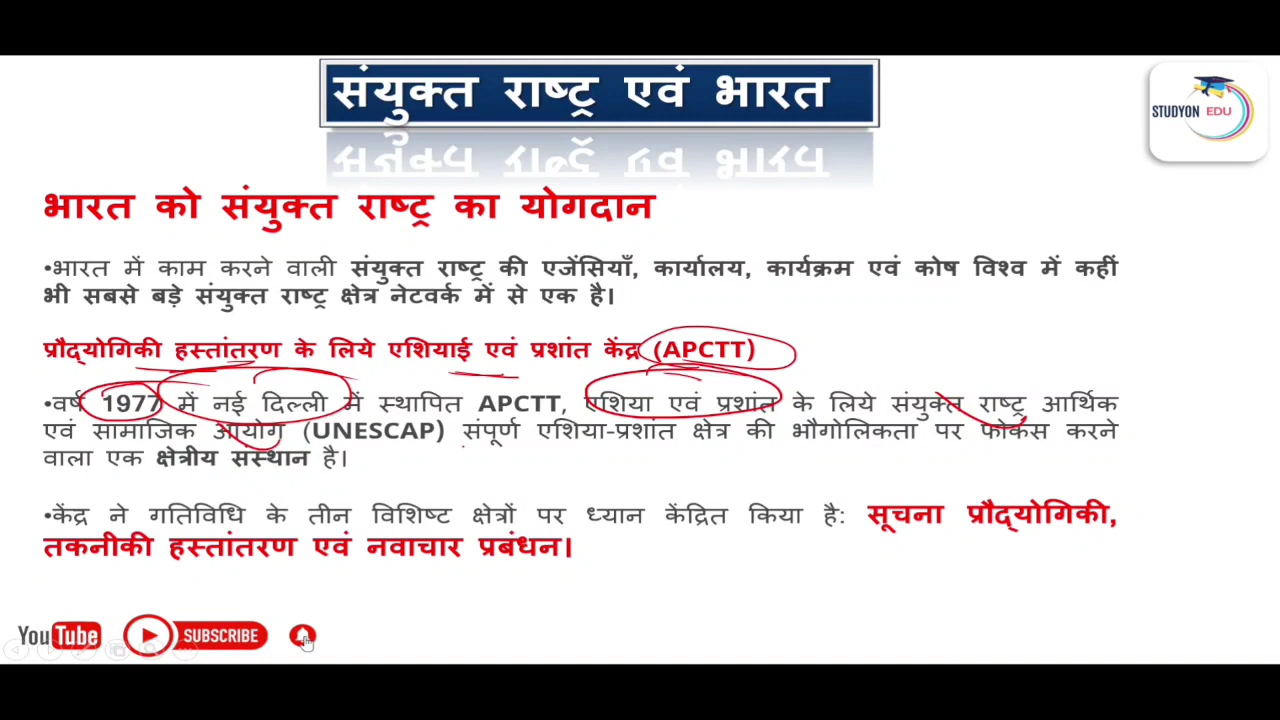 संयुक्त राष्ट्र एवं भारत
STUDYON EDU
भारत को संयुक्त राष्ट्र का योगदान
•भारत में काम करने वाली संयुक्त राष्ट्र की एजेंसियाँ, कार्यालय, कार्यक्रम एवं कोष विश्व में कहीं
भी सबसे बड़े संयुक्त राष्ट्र क्षेत्र नेटवर्क में से एक है।
प्रौद्योगिकी हस्तांतरण के लिये एशियाई एवं प्रशांत केंद्र (APCTT)
•वर्ष 1977 में नई दिल्ली में स्थापित APCTT, एशिया एवं प्रशांत के लिये संयुक्त राष्ट्र आर्थिक
एवं सामाजिक आयोग (UNESCAP) संपूर्ण एशिया-प्रशांत क्षेत्र की भौगोलिकता पर फोकस करने
वाला एक क्षेत्रीय संस्थान है।
•केंद्र ने गतिविधि के तीन विशिष्ट क्षेत्रों पर ध्यान केंद्रित किया है: सूचना प्रौद्योगिकी,
तकनीकी हस्तांतरण एवं नवाचार प्रबंधन।
YouTube SUBSCRIBE